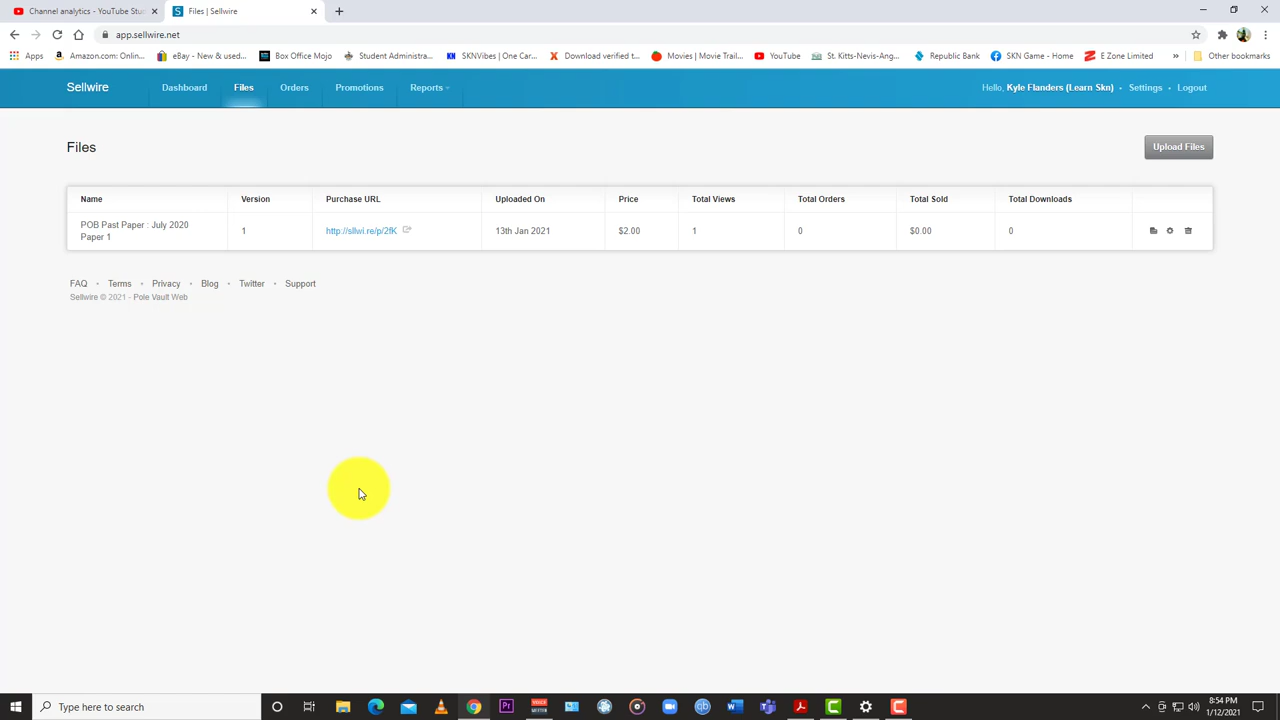 Channel analytics - YouTube Stu
Files | Sellwire
app.sellwire.net
Apps
Amazon.com: Onlin...
eBay - New & used...
Box Office Mojo
Student Administra...
SKNVibes | One Car...
Download verified t...
Movies | Movie Trail...
YouTube
St. Kitts-Nevis-Ang...
Republic Bank
SKN Game - Home
E Zone Limited
»
Other bookmarks
Sellwire
Dashboard
Files
Orders
Promotions
Reports
Hello, Kyle Flanders (Learn Skn) • Settings • Logout
Files
Upload Files
Name Version Purchase URL Uploaded On Price Total Views Total Orders Total Sold Total Downloads
POB Past Paper : July 2020
Paper 1
1 http://sllwi.re/p/2fK 13th Jan 2021 $2.00 1 0 $0.00 0
FAQ • Terms • Privacy • Blog • Twitter • Support
Sellwire © 2021 - Pole Vault Web
Type here to search
8:54 PM
1/12/2021